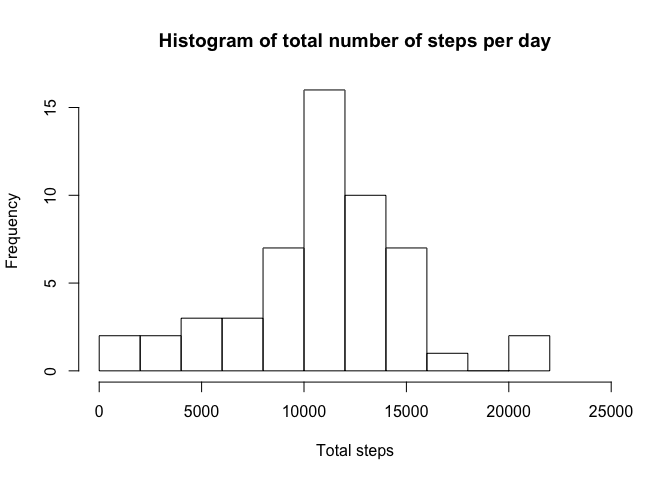 Histogram of total number of steps per day
Frequency
15
10
5
0
0 5000 10000 15000 20000 25000
Total steps